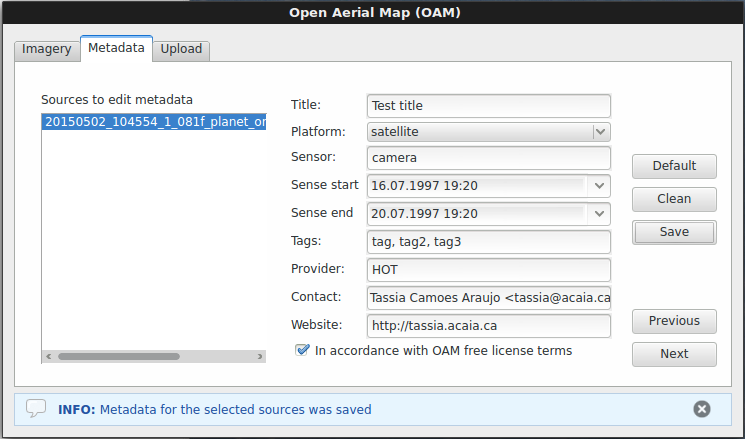 Open Aerial Map (OAM)
Imagery Metadata Upload
Sources to edit metadata
20150502_104554_1_081f_planet_or
Title: Test title
Platform: satellite
Sensor: camera
Sense start 16.07.1997 19:20
Sense end 20.07.1997 19:20
Tags: tag, tag2, tag3
Provider: HOT
Contact: Tassia Camoes Araujo <tassia@acaia.ca
Website: http://tassia.acaia.ca
In accordance with OAM free license terms
Default
Clean
Save
Previous
Next
INFO: Metadata for the selected sources was saved